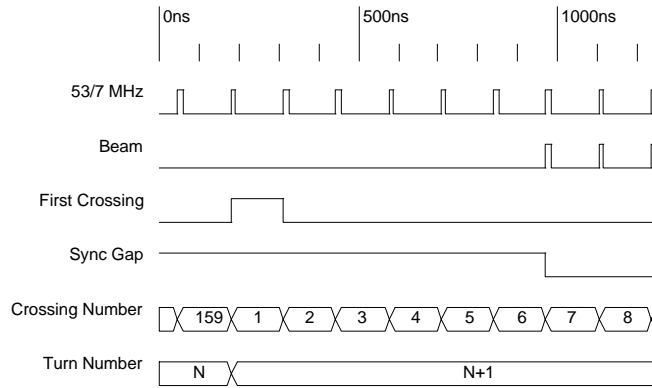 0ns 500ns 1000ns
53/7 MHz
Beam
First Crossing
Sync Gap
Crossing Number 159 1 2 3 4 5 6 7 8
Turn Number N N+1